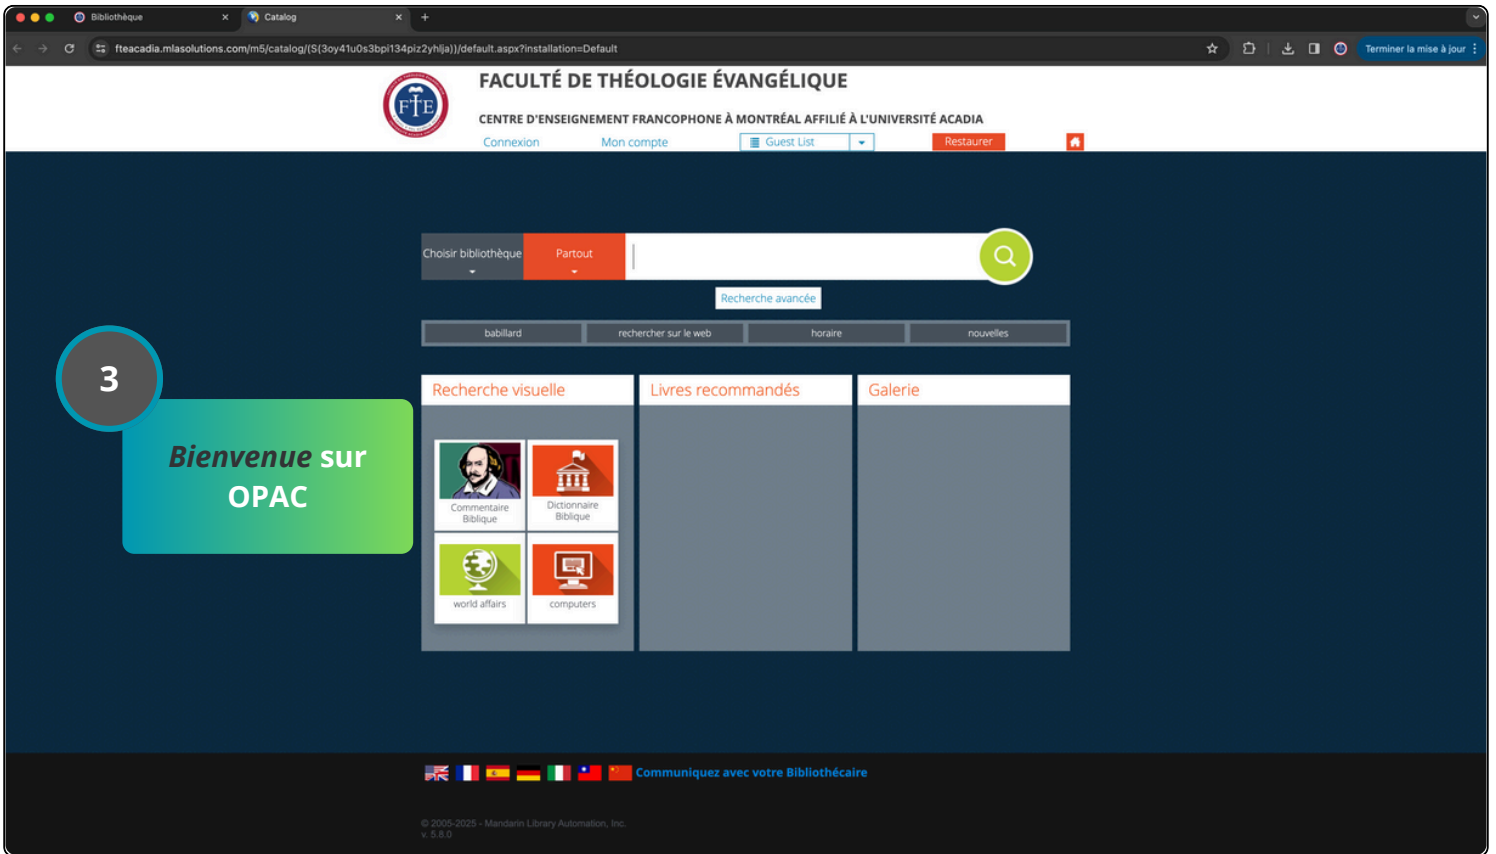 Bibliothèque
Catalog
fteacadia.mlasolutions.com/m5/catalog/(S(3oy41u0s3bpi134piz2yhlja))/default.aspx?installation=Default
Terminer la mise à jour
FTE
FACULTÉ DE THÉOLOGIE ÉVANGÉLIQUE
CENTRE D'ENSEIGNEMENT FRANCOPHONE À MONTRÉAL AFFILIÉ À L'UNIVERSITÉ ACADIA
Connexion Mon compte Guest List Restaurer
Choisir bibliothèque Partout
Recherche avancée
babillard rechercher sur le web horaire nouvelles
3
Bienvenue sur
OPAC
Recherche visuelle Livres recommandés Galerie
Commentaire
Biblique
Dictionnaire
Biblique
world affairs computers
Communiquez avec votre Bibliothécaire
© 2005-2025 - Mandarin Library Automation, Inc.
v. 5.8.0